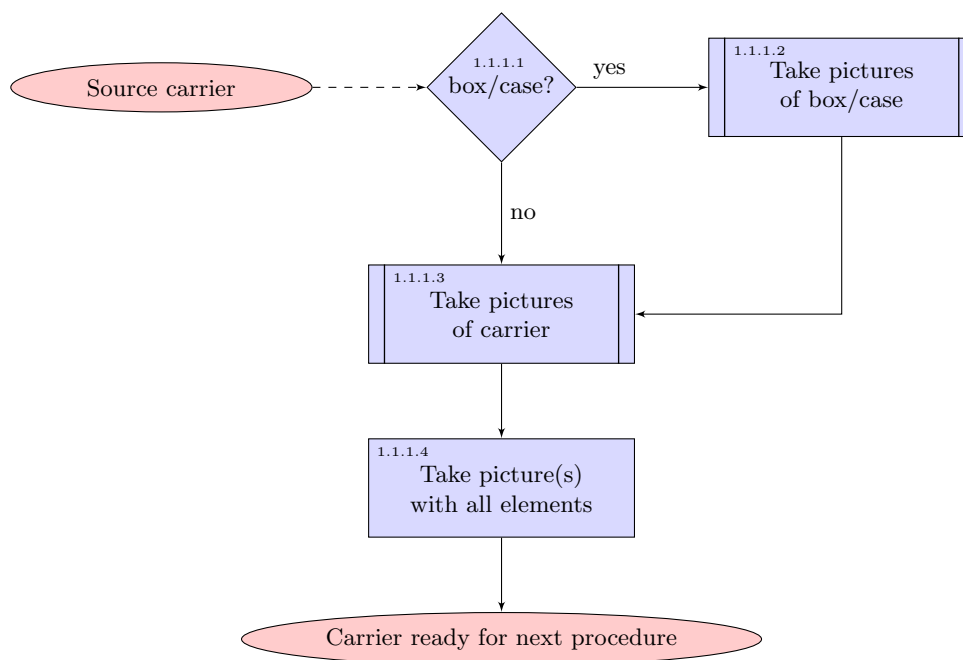 Source carrier
1.1.1.1
box/case?
yes
1.1.1.2
Take pictures
of box/case
no
1.1.1.3
Take pictures
of carrier
1.1.1.4
Take picture(s)
with all elements
Carrier ready for next procedure